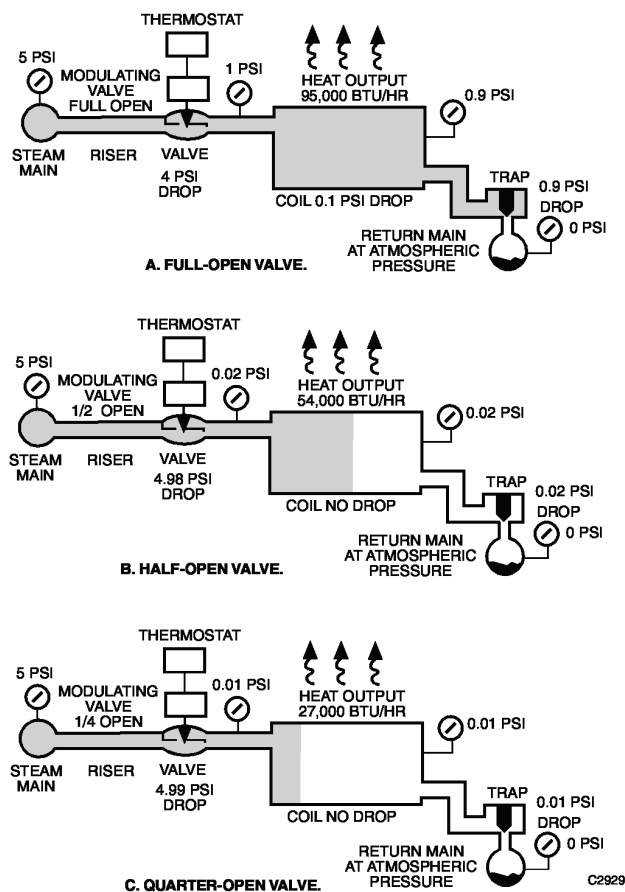 THERMOSTAT
5 PSI
MODULATING
VALVE
FULL OPEN
1 PSI
HEAT OUTPUT
95,000 BTU/HR
0.9 PSI
STEAM
MAIN
RISER
VALVE
4 PSI
DROP
COIL 0.1 PSI DROP
TRAP
0.9 PSI
DROP
0 PSI
RETURN MAIN
AT ATMOSPHERIC
PRESSURE
A. FULL-OPEN VALVE.
THERMOSTAT
5 PSI
MODULATING
VALVE
1/2 OPEN
0.02 PSI
HEAT OUTPUT
54,000 BTU/HR
0.02 PSI
STEAM
MAIN
RISER
VALVE
4.98 PSI
DROP
COIL NO DROP
TRAP
0.02 PSI
DROP
0 PSI
RETURN MAIN
AT ATMOSPHERIC
PRESSURE
B. HALF-OPEN VALVE.
THERMOSTAT
5 PSI
MODULATING
VALVE
1/4 OPEN
0.01 PSI
HEAT OUTPUT
27,000 BTU/HR
0.01 PSI
STEAM
MAIN
RISER
VALVE
4.99 PSI
DROP
COIL NO DROP
TRAP
0.01 PSI
DROP
0 PSI
RETURN MAIN
AT ATMOSPHERIC
PRESSURE
C. QUARTER-OPEN VALVE.
C2929